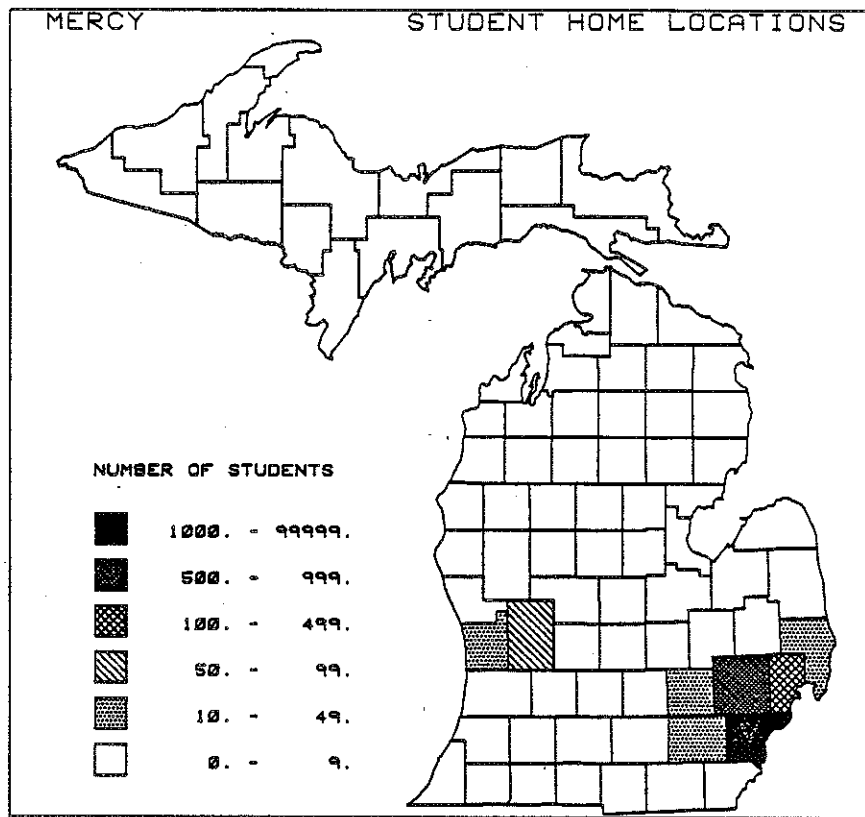 MERCY STUDENT HOME LOCATIONS
NUMBER OF STUDENTS
1000. - 99999.
500. - 999.
100. - 499.
50. - 99.
10. - 49.
0. - 9.